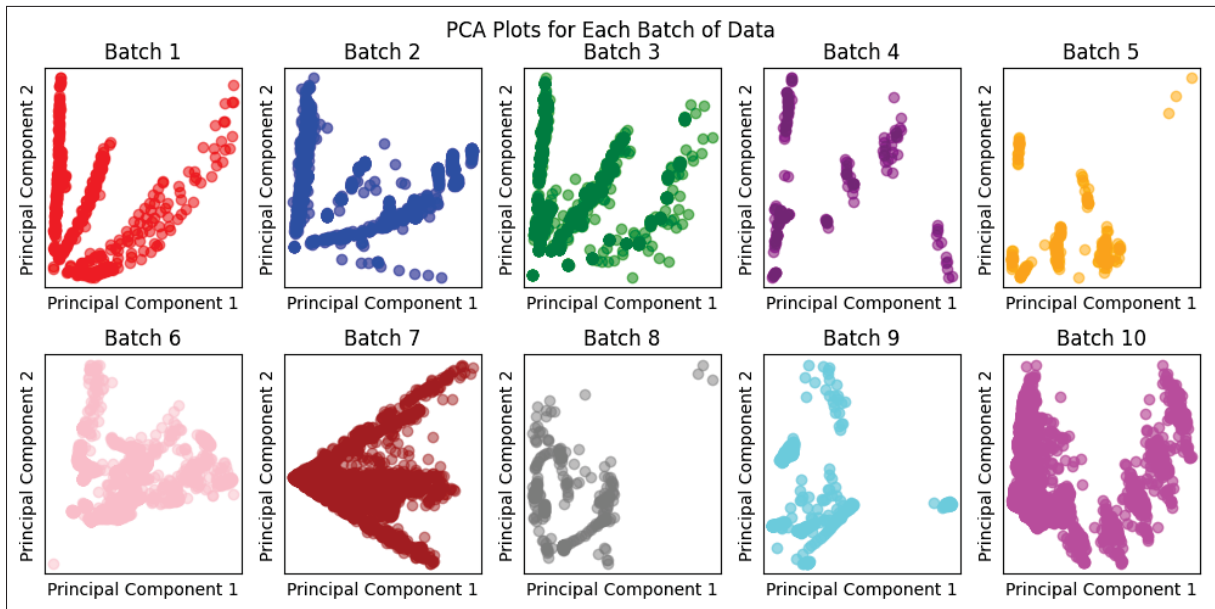 PCA Plots for Each Batch of Data
Batch 1
Batch 2
Batch 3
Batch 4
Batch 5
Principal Component 2
Principal Component 2
Principal Component 2
Principal Component 2
Principal Component 2
Principal Component 1
Principal Component 1
Principal Component 1
Principal Component 1
Principal Component 1
Batch 6
Batch 7
Batch 8
Batch 9
Batch 10
Principal Component 2
Principal Component 2
Principal Component 2
Principal Component 2
Principal Component 2
Principal Component 1
Principal Component 1
Principal Component 1
Principal Component 1
Principal Component 1